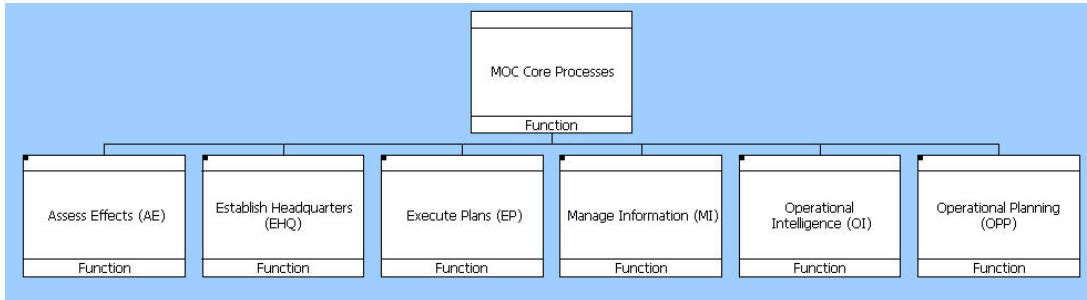 MOC Core Processes
Function
Assess Effects (AE)
Function
Establish Headquarters
(EHQ)
Function
Execute Plans (EP)
Function
Manage Information (MI)
Function
Operational
Intelligence (OI)
Function
Operational Planning
(OPP)
Function